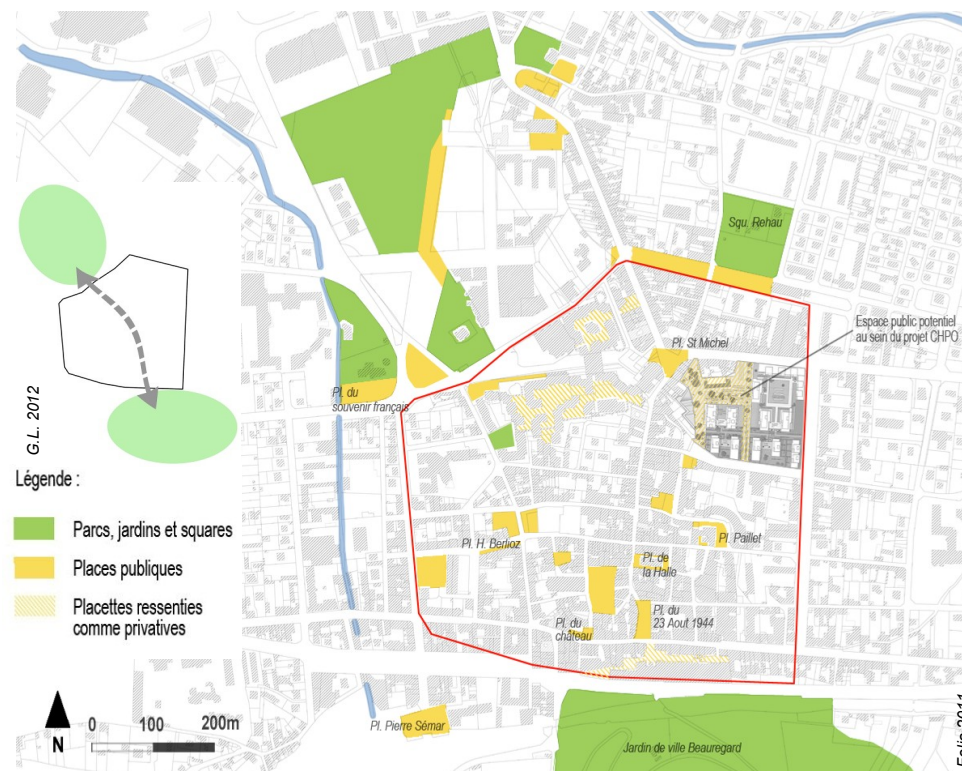 Squ. Rehau
Espace public potentiel
au sein du projet CHPO
Pl. St Michel
Pl. du
souvenir français
G.L. 2012
Légende :
Parcs, jardins et squares
Places publiques
Placettes ressenties
comme privatives
Pl. H. Berlioz
Pl. Paillet
Pl. de
la Halle
Pl. du
château
Pl. du
23 Aout 1944
N
0 100 200m
Pl. Pierre Sémar
Jardin de ville Beauregard
2011